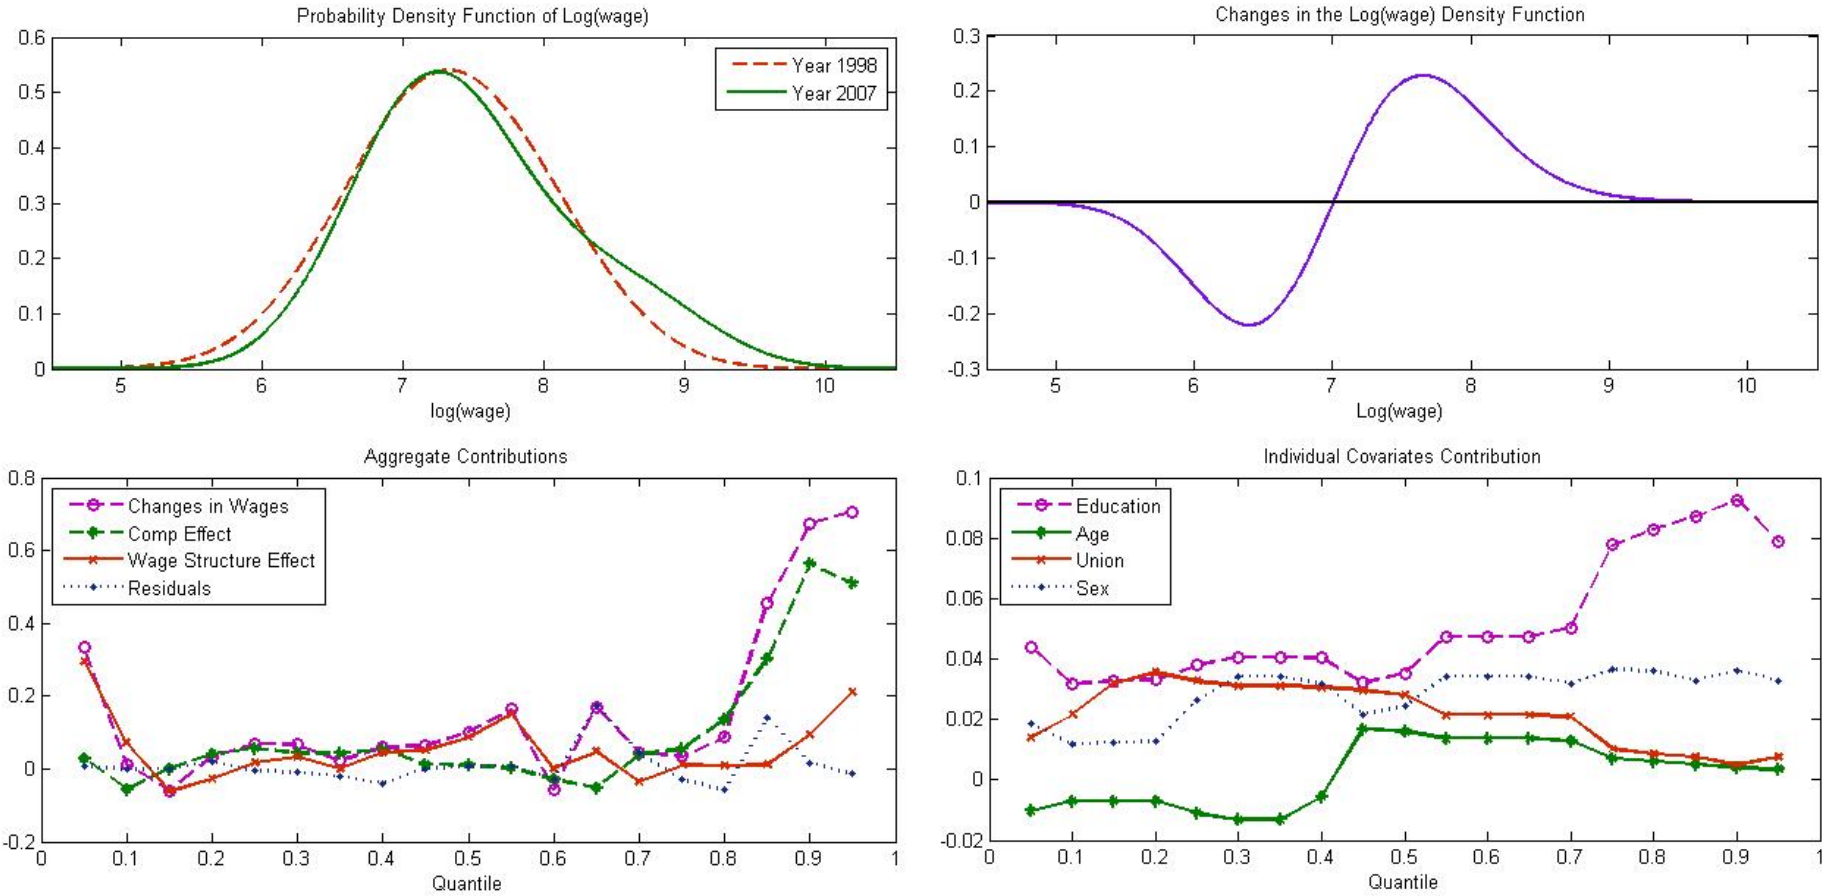 Probability Density Function of Log(wage)
0.6
0.5
0.4
0.3
0.2
0.1
0
Year 1998
Year 2007
5 6 7 8 9 10
log(wage)
Changes in the Log(wage) Density Function
0.3
0.2
0.1
0
-0.1
-0.2
-0.3
5 6 7 8 9 10
Log(wage)
Aggregate Contributions
0.8
0.6
0.4
0.2
0
-0.2
Changes in Wages
Comp Effect
Wage Structure Effect
Residuals
0 0.1 0.2 0.3 0.4 0.5 0.6 0.7 0.8 0.9 1
Quantile
Individual Covariates Contribution
0.1
0.08
0.06
0.04
0.02
0
-0.02
Education
Age
Union
Sex
0 0.1 0.2 0.3 0.4 0.5 0.6 0.7 0.8 0.9 1
Quantile